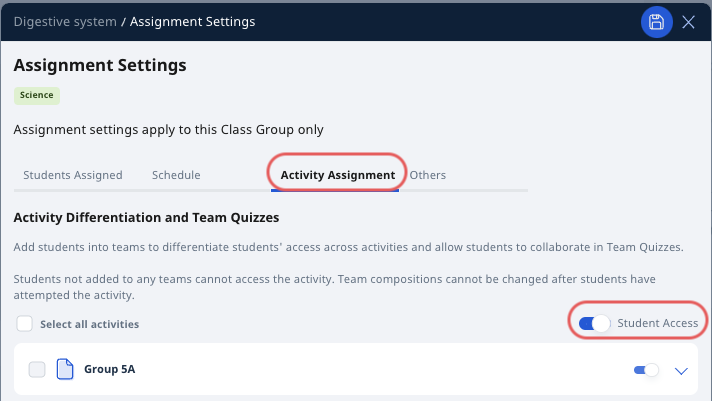 Digestive system / Assignment Settings
Assignment Settings
Science
Assignment settings apply to this Class Group only
Students Assigned Schedule Activity Assignment Others
Activity Differentiation and Team Quizzes
Add students into teams to differentiate students' access across activities and allow students to collaborate in Team Quizzes.
Students not added to any teams cannot access the activity. Team compositions cannot be changed after students have
attempted the activity.
Select all activities Student Access
Group 5A